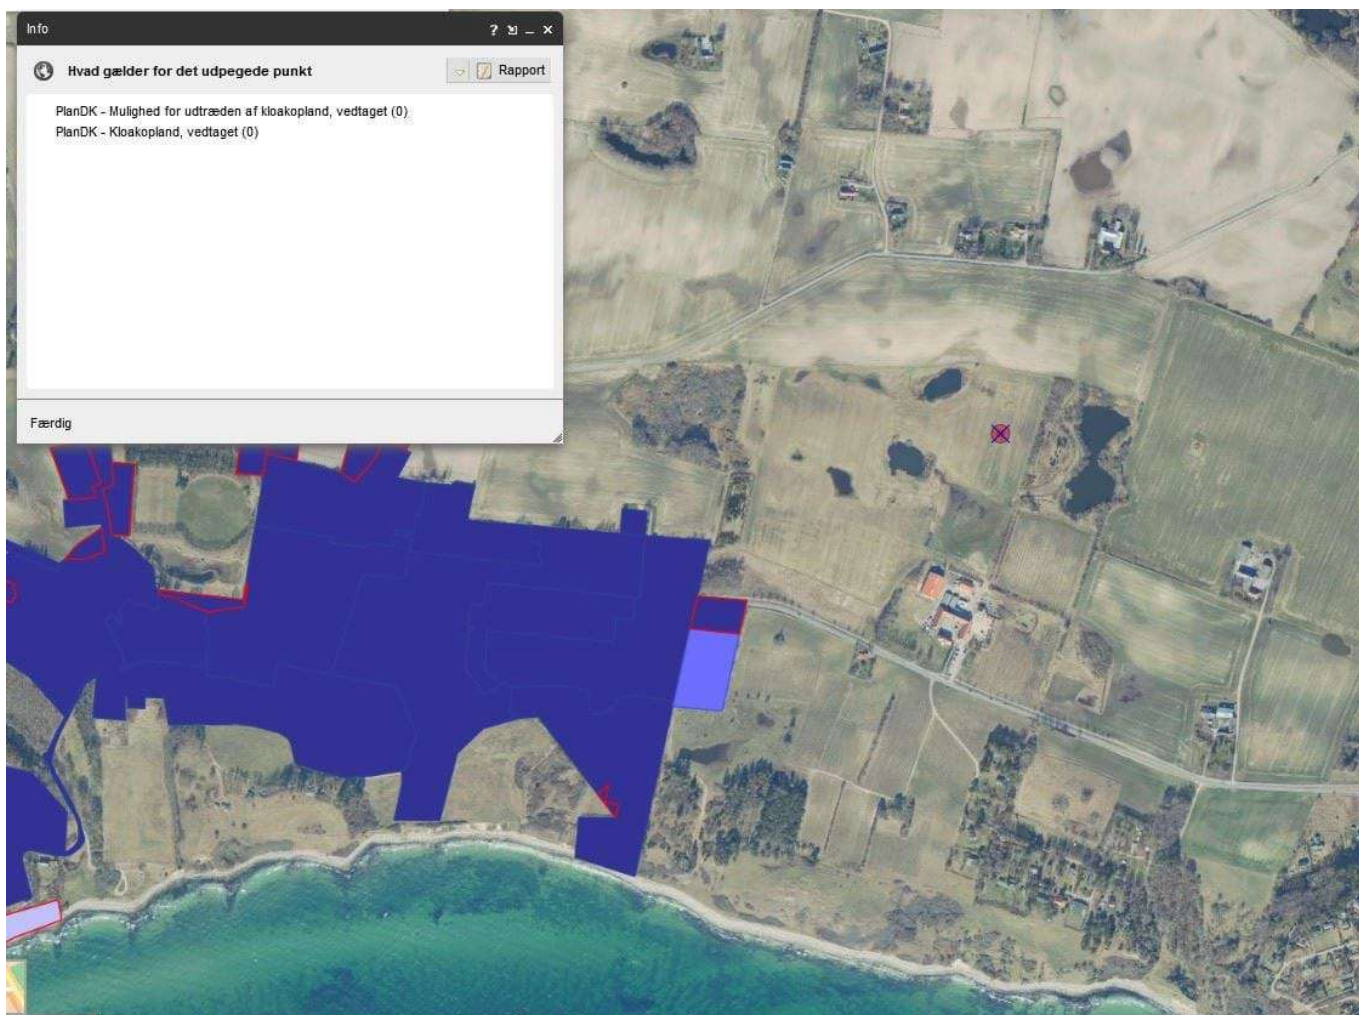 Info
Hvad gælder for det udpegede punkt
Rapport
PlanDK - Mulighed for udtræden af kloakopland, vedtaget (0)
PlanDK - Kloakopland, vedtaget (0)
Færdig